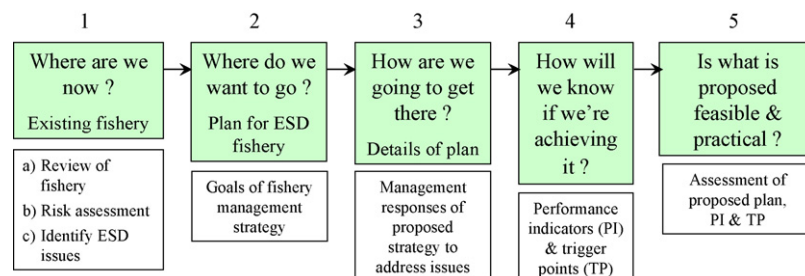 1
Where are we
now ?
Existing fishery
a) Review of
fishery
b) Risk assessment
c) Identify ESD
issues
2
Where do we
want to go ?
Plan for ESD
fishery
Goals of fishery
management
strategy
3
How are we
going to get
there ?
Details of plan
Management
responses of
proposed
strategy to
address issues
4
How will we
know
if we're
achieving
it ?
Performance
indicators (PI)
& trigger
points (TP)
5
Is what is
proposed
feasible &
practical ?
Assessment of
proposed plan,
PI & TP